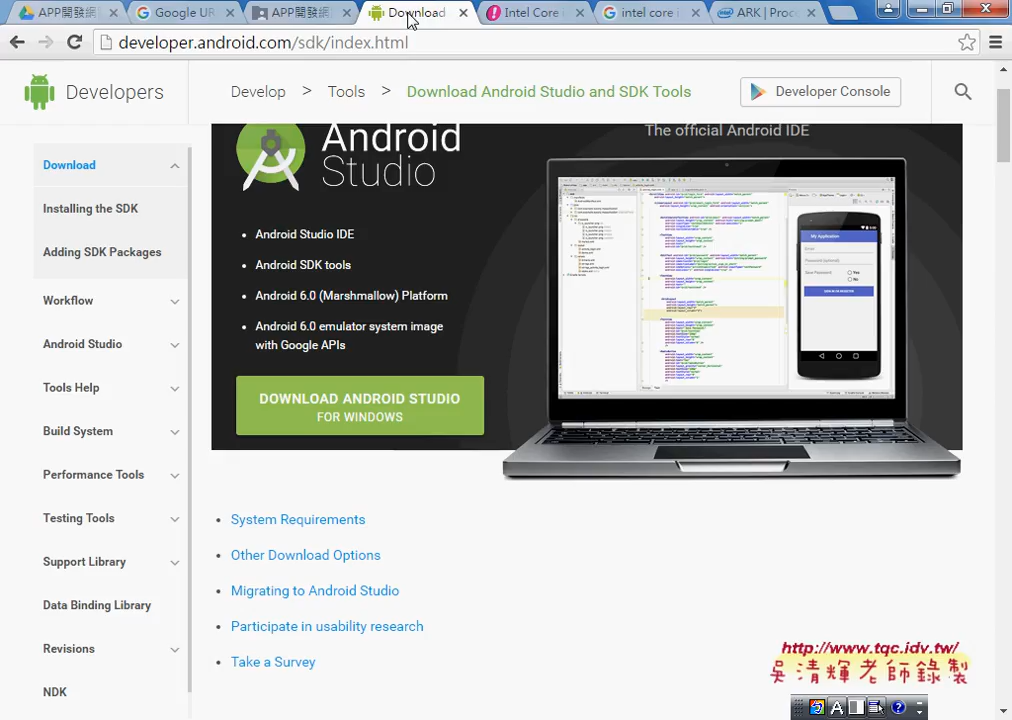 APP開發網
Google UR
APP開發網
Download
Intel Core
intel core i
ARK | Proc
developer.android.com/sdk/index.html
Developers
Develop > Tools > Download Android Studio and SDK Tools
Developer Console
Download
Installing the SDK
Adding SDK Packages
Workflow
Android Studio
Tools Help
Build System
Performance Tools
Testing Tools
Support Library
Data Binding Library
Revisions
NDK
Android
Studio
The official Android IDE
Android Studio IDE
Android SDK tools
Android 6.0 (Marshmallow) Platform
Android 6.0 emulator system image
with Google APIs
DOWNLOAD ANDROID STUDIO
FOR WINDOWS
My Application
System Requirements
Other Download Options
Migrating to Android Studio
Participate in usability research
Take a Survey
http://www.tqc.idv.tw/
吳清輝老師錄製